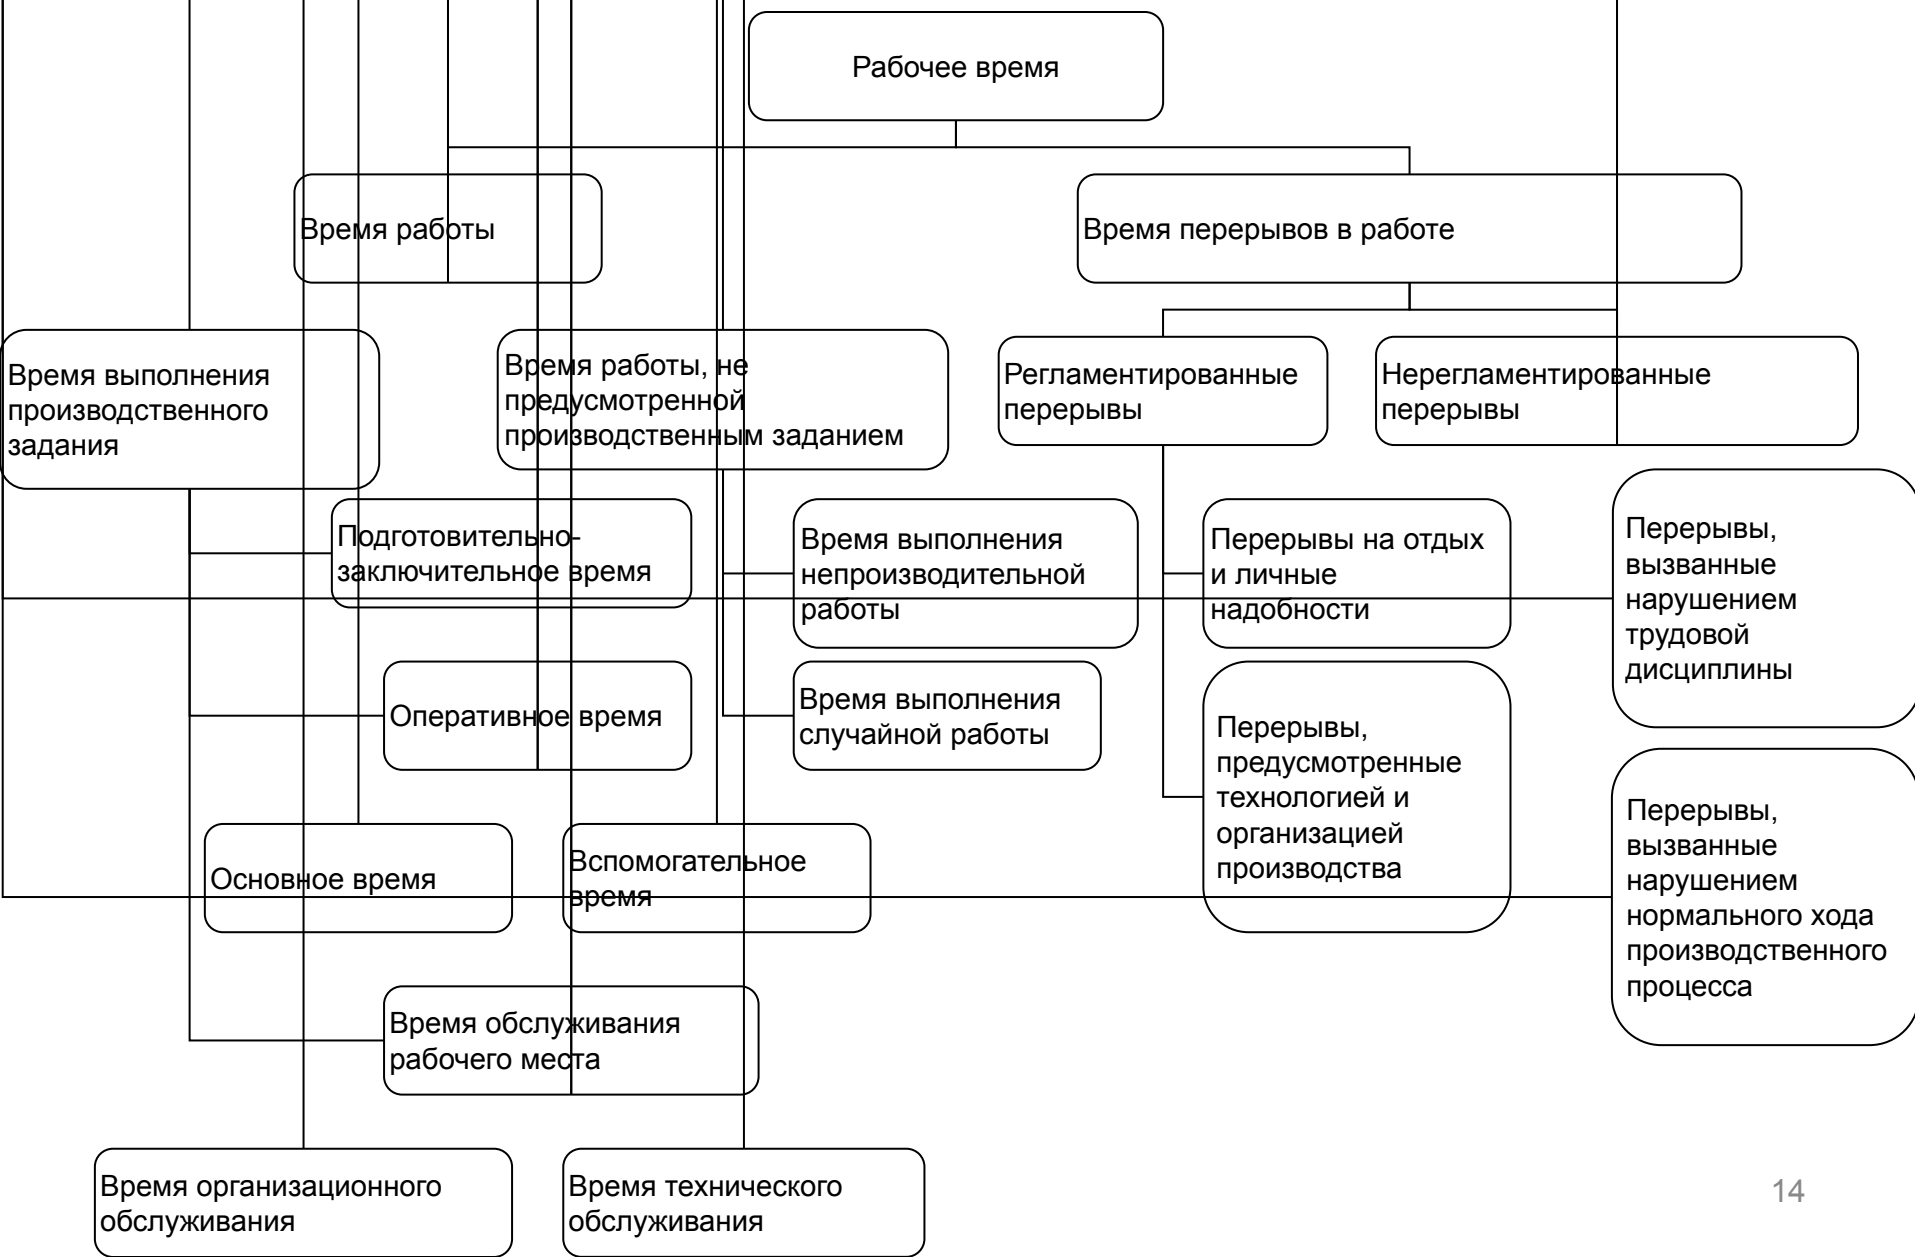 Рабочее время
Время работы
Время перерывов в работе
Время выполнения
производственного
задания
Время работы, не
предусмотренной
производственным заданием
Регламентированные
перерывы
Нерегламентированные
перерывы
Подготовительно-
заключительное время
Время выполнения
непроизводительной
работы
Перерывы на отдых
и личные
надобности
Перерывы,
вызванные
нарушением
трудовой
дисциплины
Оперативное время
Время выполнения
случайной работы
Перерывы,
предусмотренные
технологией и
организацией
производства
Перерывы,
вызванные
нарушением
нормального хода
производственного
процесса
Основное время
Вспомогательное
время
Время обслуживания
рабочего места
Время организационного
обслуживания
Время технического
обслуживания
14